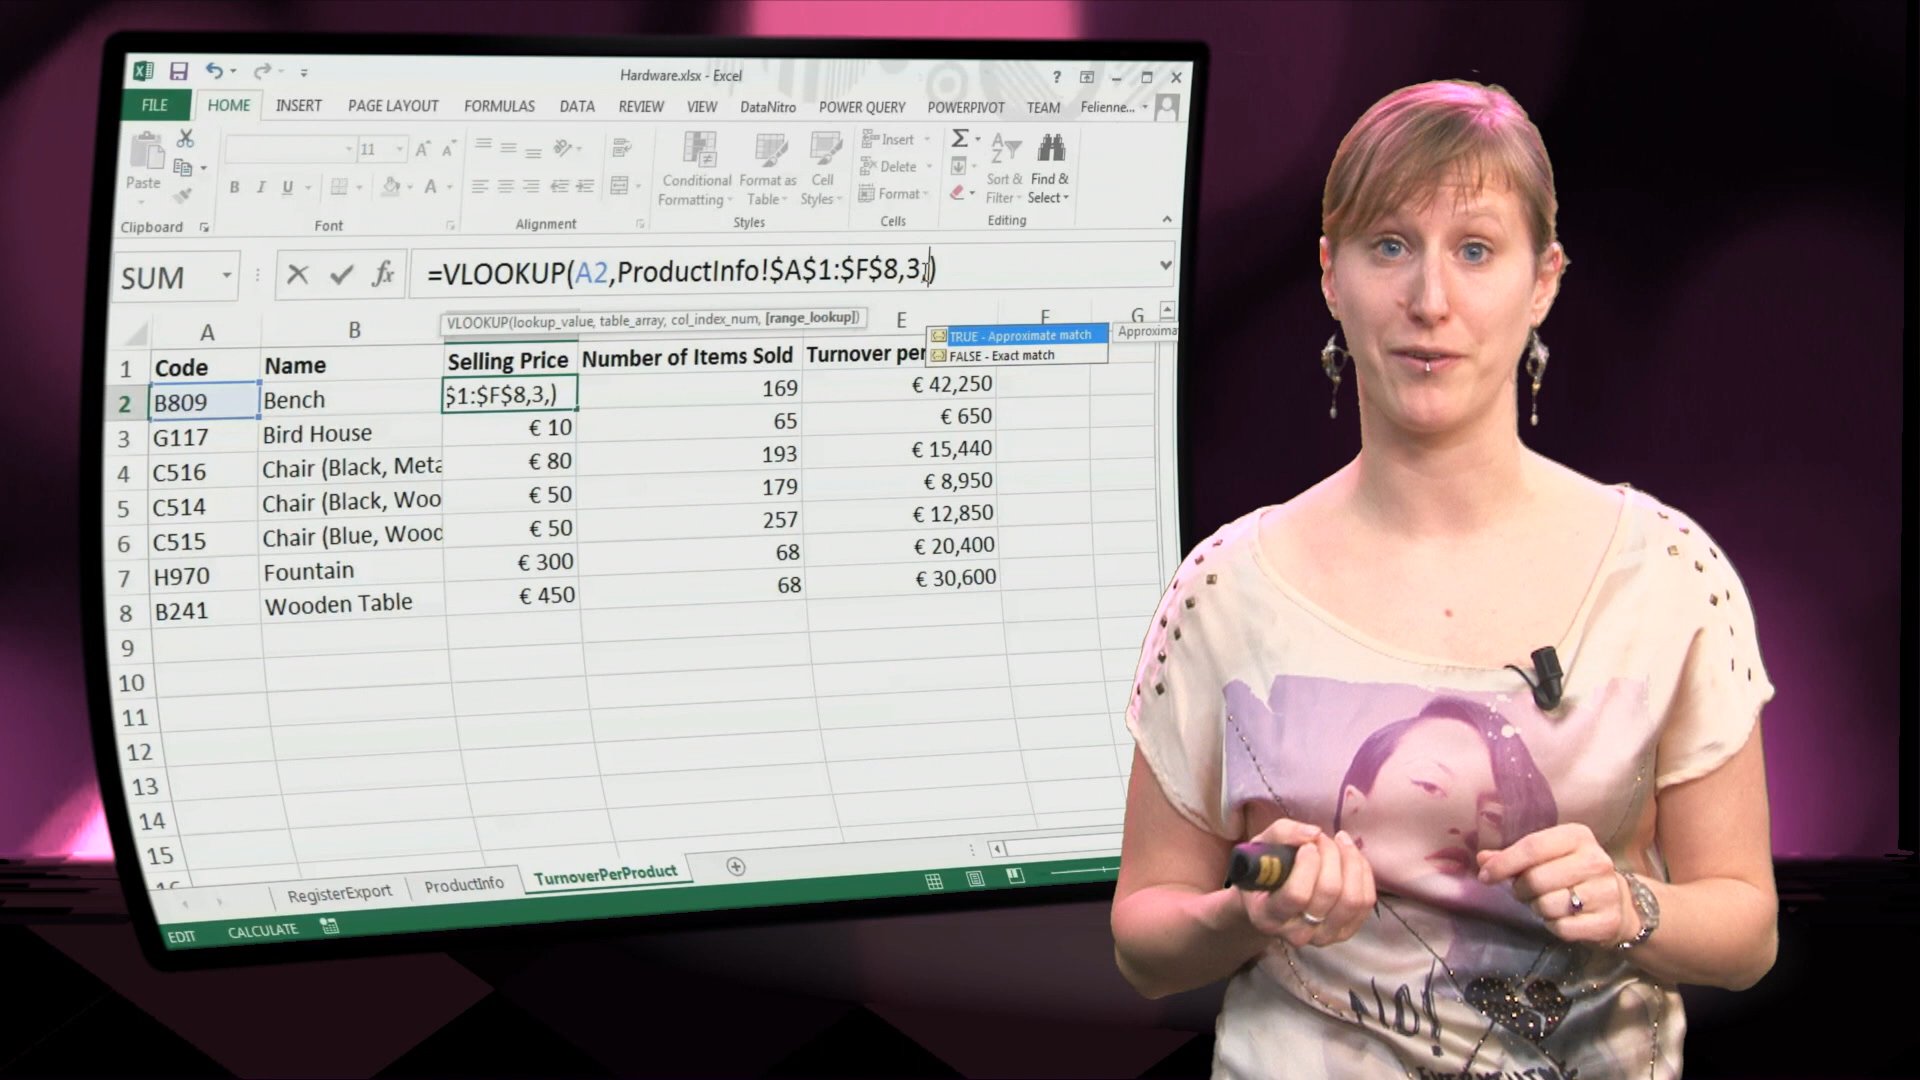 Hardware.xlsx - Excel
?
FILE HOME INSERT PAGE LAYOUT FORMULAS DATA REVIEW VIEW DataNitro POWER QUERY POWERPIVOT TEAM Felienne...
Paste
11
B I U A
Conditional Formatting
Format as Table
Cell Styles
Insert
Delete
Format
Sort & Filter
Find & Select
Clipboard Font Alignment Styles Cells Editing
SUM fx =VLOOKUP(A2,ProductInfo!$A$1:$F$8,3,)
VLOOKUP(lookup_value, table_array, col_index_num, [range_lookup])
TRUE - Approximate match
Approxima
FALSE - Exact match
A B E F G
1 Code Name Selling Price Number of Items Sold Turnover per
2 B809 Bench $1:$F$8,3,) 169 € 42,250
3 G117 Bird House € 10 65 € 650
4 C516 Chair (Black, Meta € 80 193 € 15,440
5 C514 Chair (Black, Woo € 50 179 € 8,950
6 C515 Chair (Blue, Wood € 50 257 € 12,850
7 H970 Fountain € 300 68 € 20,400
8 B241 Wooden Table € 450 68 € 30,600
9
10
11
12
13
14
15
RegisterExport ProductInfo TurnoverPerProduct
EDIT CALCULATE
NOT